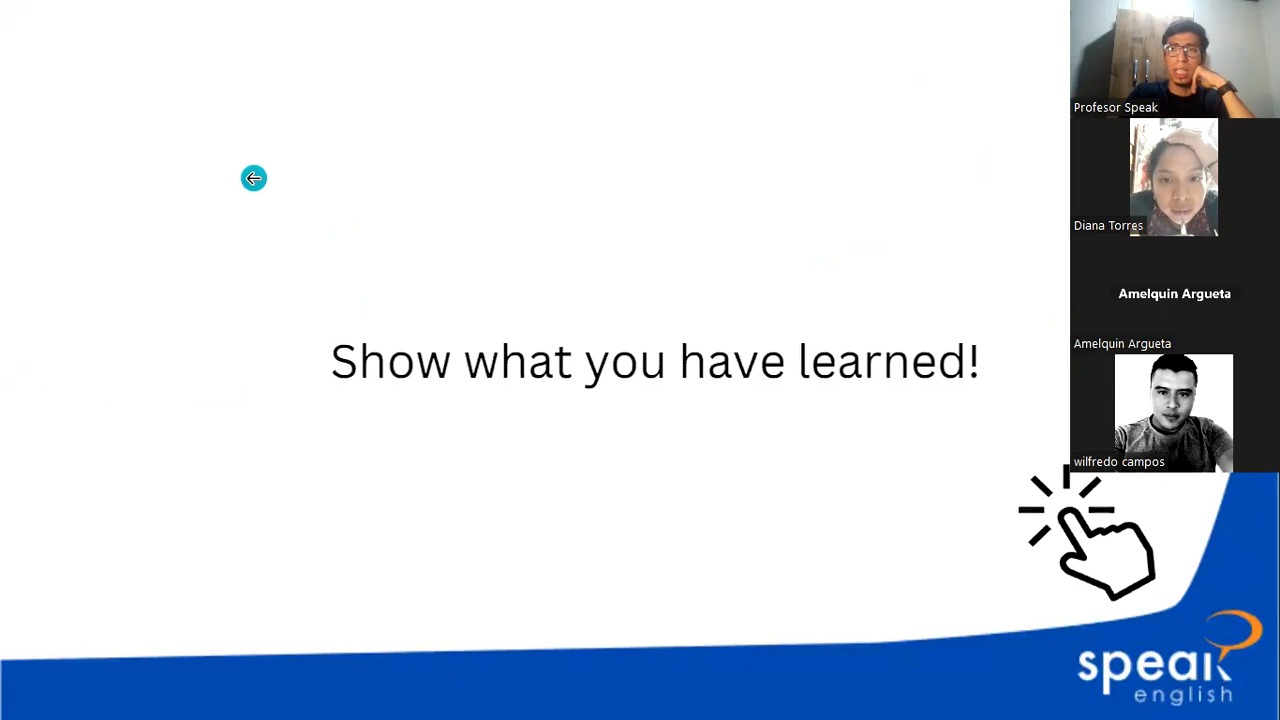 Profesor Speak
Diana Torres
Amelquin Argueta
Amelquin Argueta
Show what you have learned!
wilfredo campos
speak
english